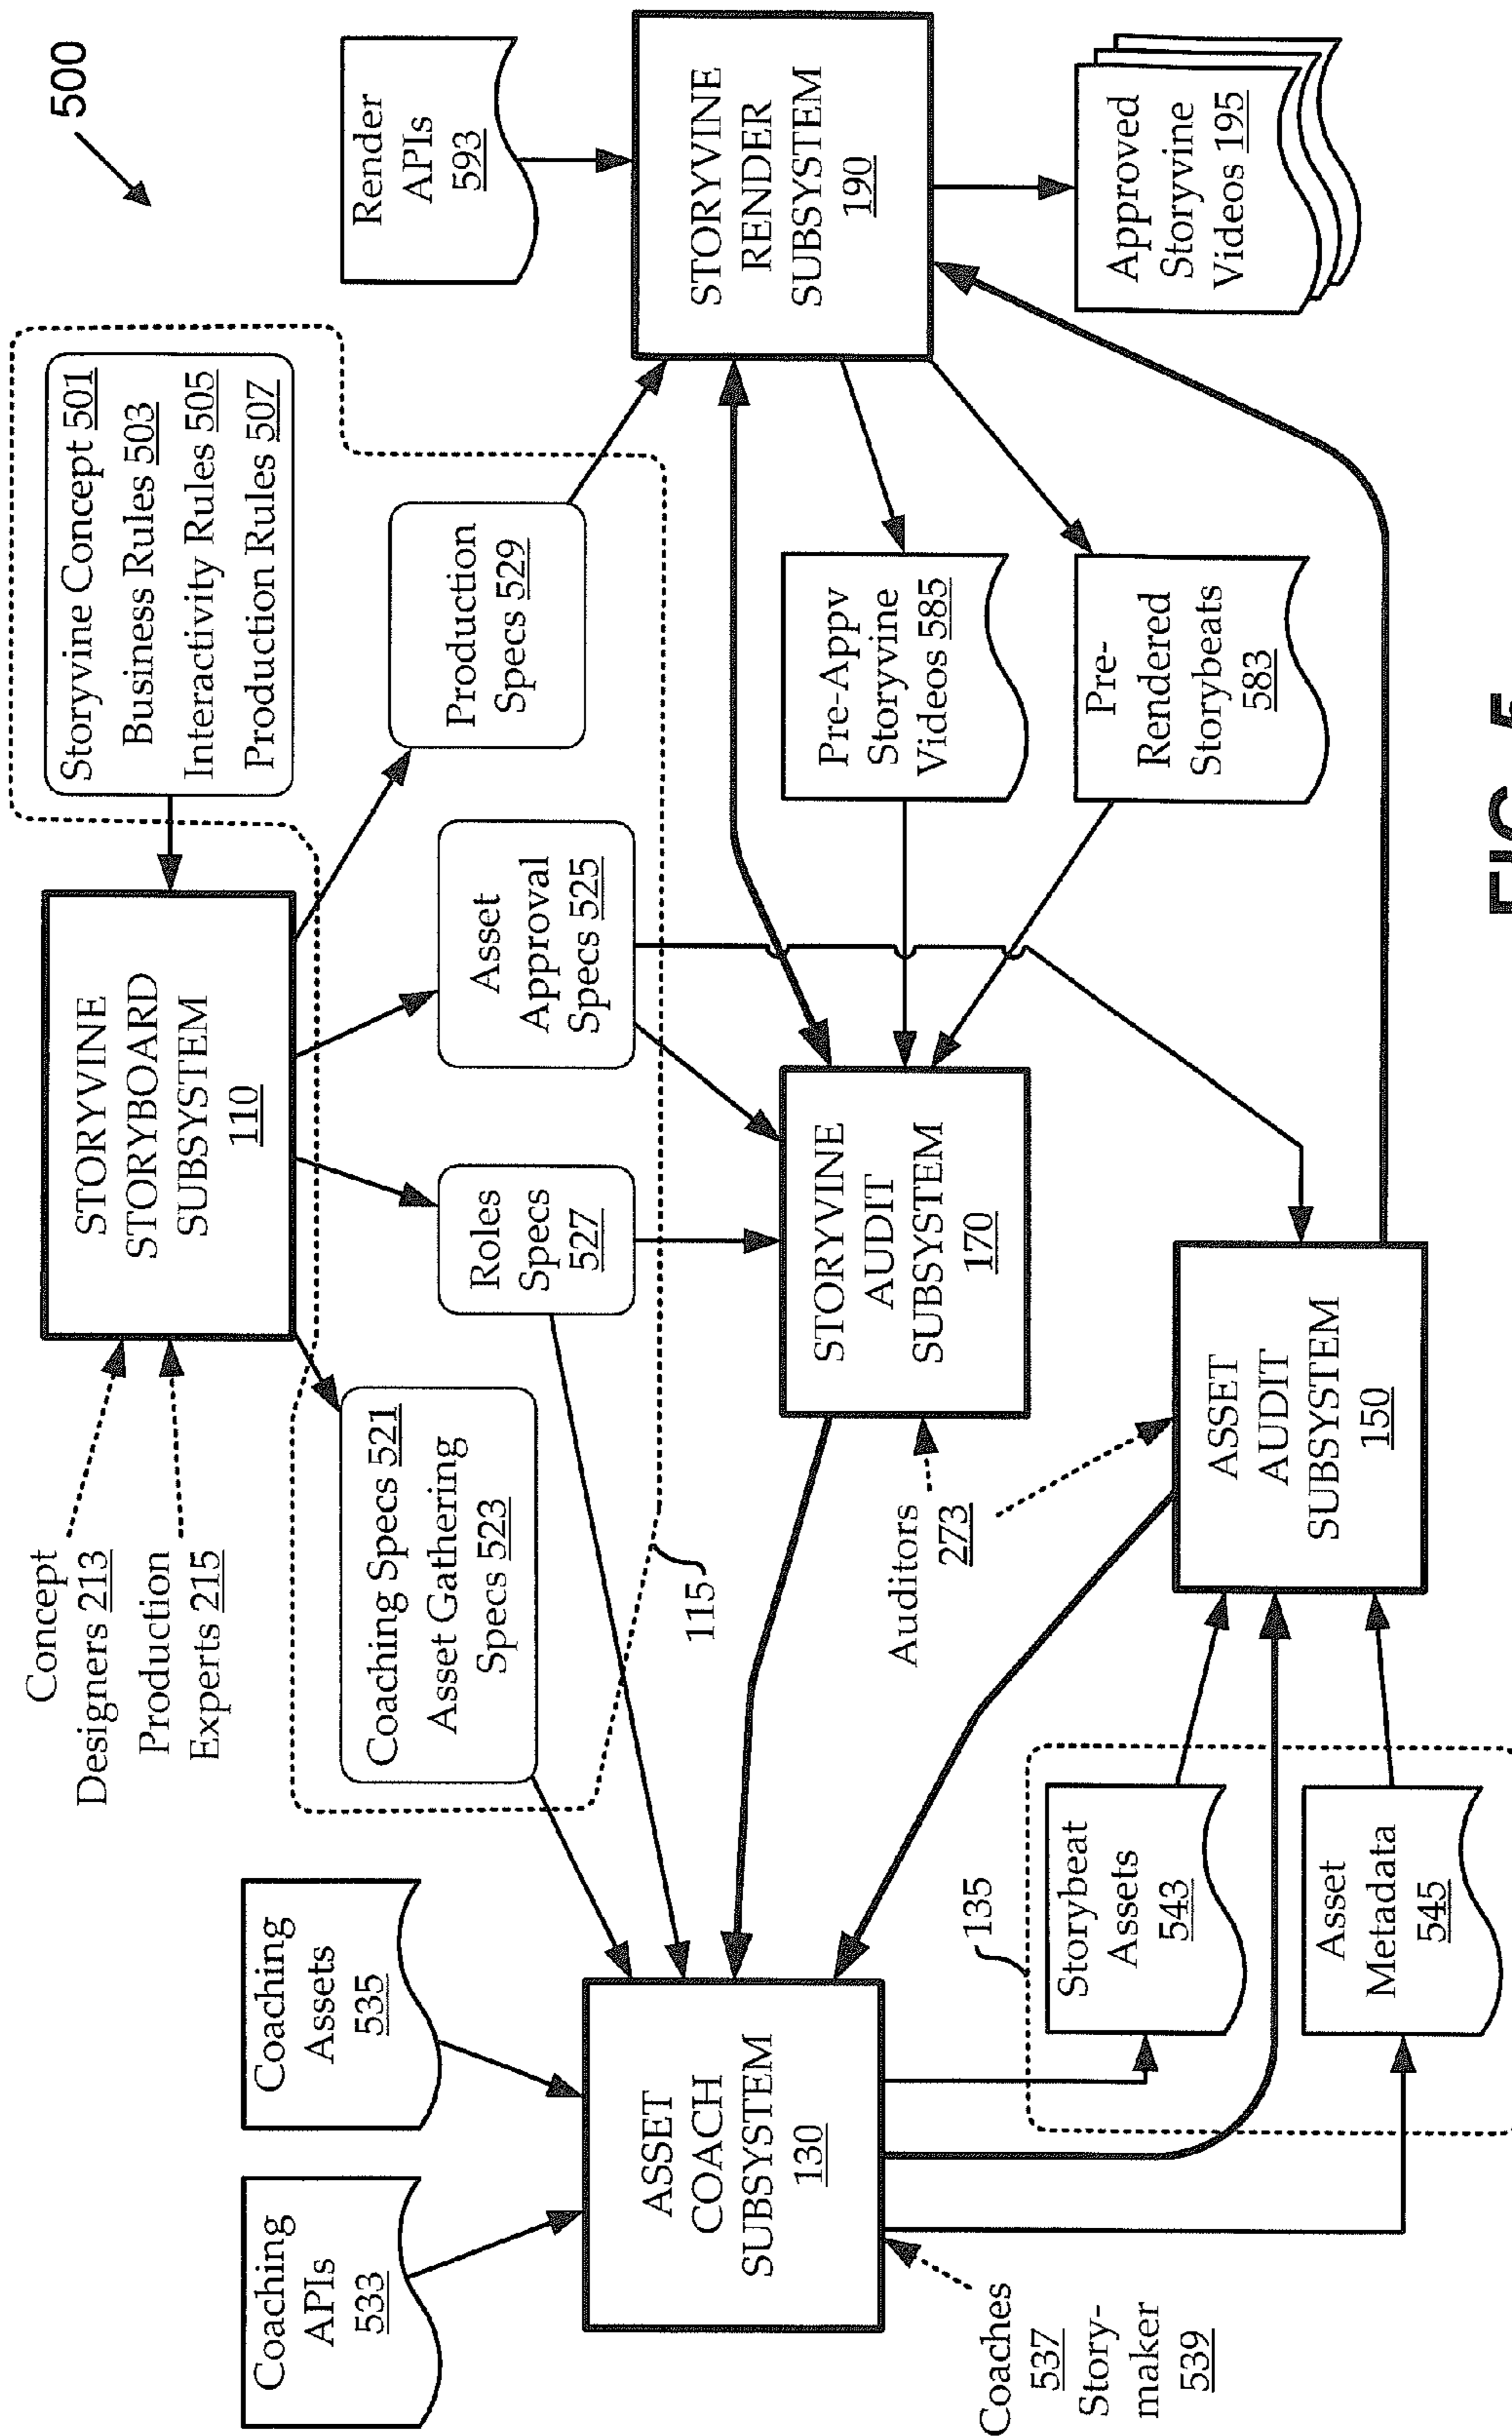 500
Concept
Designers 213
Production
Experts 215
STORYVINE
STORYBOARD
SUBSYSTEM
110
Storyvine Concept 501
Business Rules 503
Interactivity Rules 505
Production Rules 507
Render
APIs
593
Coaching
APIs
533
Coaching
Assets
535
Coaching Specs 521
Asset Gathering
Specs 523
Roles
Specs
527
Asset
Approval
Specs 525
Production
Specs 529
115
ASSET
COACH
SUBSYSTEM
130
STORYVINE
AUDIT
SUBSYSTEM
170
Pre-Appv
Storyvine
Videos 585
STORYVINE
RENDER
SUBSYSTEM
190
Auditors
273
Pre-
Rendered
Storybeats
583
Approved
Storyvine
Videos 195
Coaches
537
Story-
maker
539
135
Storybeat
Assets
543
Asset
Metadata
545
ASSET
AUDIT
SUBSYSTEM
150